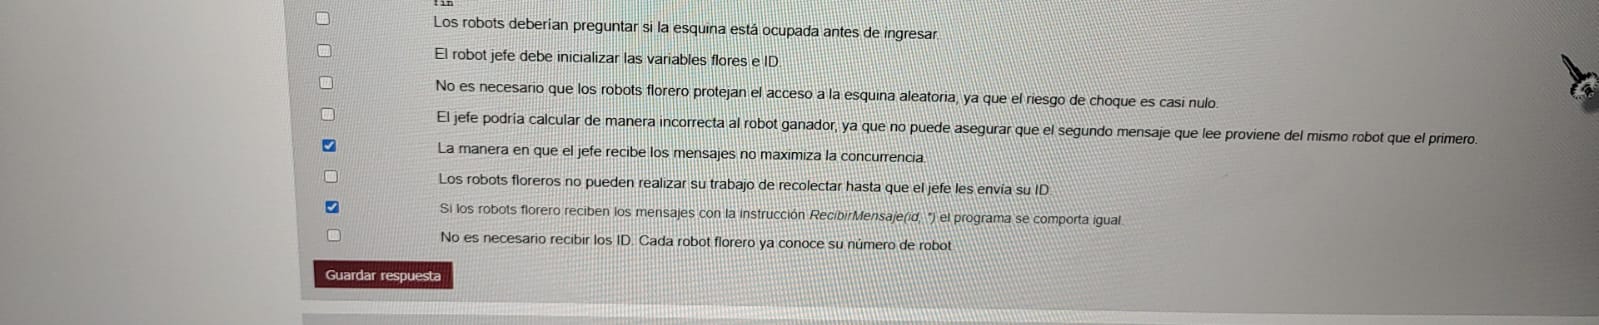 fin
Los robots deberían preguntar si la esquina está ocupada antes de ingresar.
El robot jefe debe inicializar las variables flores e ID.
No es necesario que los robots florero protejan el acceso a la esquina aleatoria, ya que el riesgo de choque es casi nulo.
El jefe podría calcular de manera incorrecta al robot ganador, ya que no puede asegurar que el segundo mensaje que lee proviene del mismo robot que el primero.
La manera en que el jefe recibe los mensajes no maximiza la concurrencia.
Los robots floreros no pueden realizar su trabajo de recolectar hasta que el jefe les envía su ID
Si los robots florero reciben los mensajes con la instrucción RecibirMensaje(id, *) el programa se comporta igual.
No es necesario recibir los ID. Cada robot florero ya conoce su número de robot
Guardar respuesta